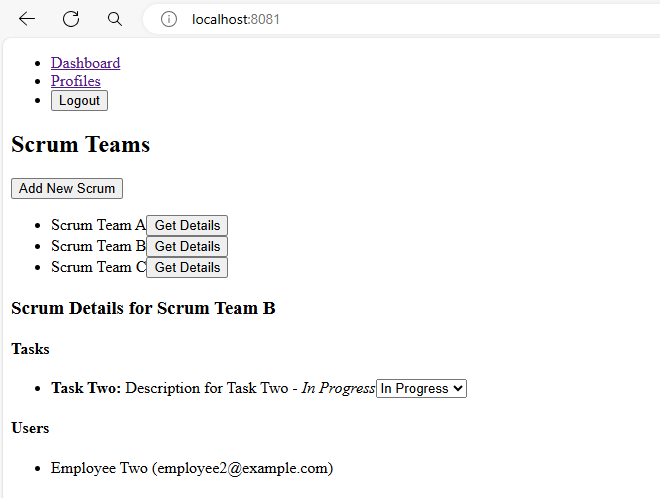 localhost:8081
Dashboard
Profiles
Logout
Scrum Teams
Add New Scrum
Scrum Team A Get Details
Scrum Team B Get Details
Scrum Team C Get Details
Scrum Details for Scrum Team B
Tasks
Task Two: Description for Task Two - In Progress In Progress
Users
Employee Two (employee2@example.com)